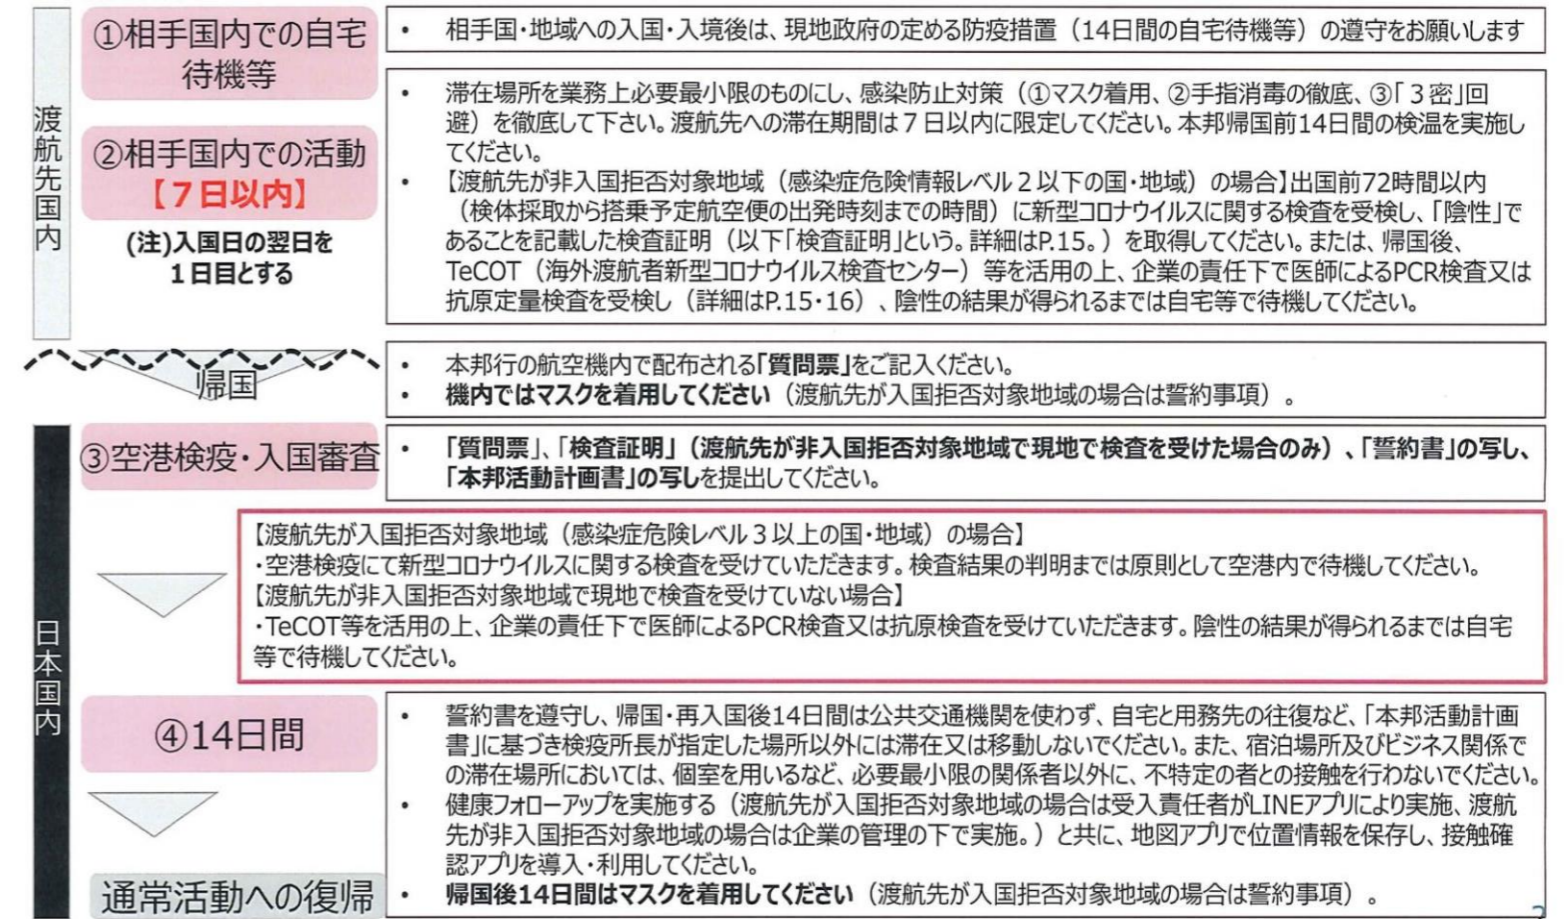 渡航先国内
①相手国内での自宅
待機等
・ 相手国・地域への入国・入境後は、現地政府の定める防疫措置（14日間の自宅待機等）の遵守をお願いします
②相手国内での活動
【７日以内】
(注)入国日の翌日を
１日目とする
・ 滞在場所を業務上必要最小限のものにし、感染防止対策（①マスク着用、②手指消毒の徹底、③「３密」回
避）を徹底して下さい。渡航先への滞在期間は７日以内に限定してください。本邦帰国前14日間の検温を実施し
てください。
・ 【渡航先が非入国拒否対象地域（感染症危険情報レベル２以下の国・地域）の場合】出国前72時間以内
（検体採取から搭乗予定航空便の出発時刻までの時間）に新型コロナウイルスに関する検査を受検し、「陰性」で
あることを記載した検査証明（以下「検査証明」という。詳細はP.15。）を取得してください。または、帰国後、
TeCOT（海外渡航者新型コロナウイルス検査センター）等を活用の上、企業の責任下で医師によるPCR検査又は
抗原定量検査を受検し（詳細はP.15・16）、陰性の結果が得られるまでは自宅等で待機してください。
帰国
・ 本邦行の航空機内で配布される「質問票」をご記入ください。
・ 機内ではマスクを着用してください（渡航先が入国拒否対象地域の場合は誓約事項）。
日本国内
③空港検疫・入国審査
・ 「質問票」、「検査証明」（渡航先が非入国拒否対象地域で現地で検査を受けた場合のみ）、「誓約書」の写し、
「本邦活動計画書」の写しを提出してください。
【渡航先が入国拒否対象地域（感染症危険レベル３以上の国・地域）の場合】
・空港検疫にて新型コロナウイルスに関する検査を受けていただきます。検査結果の判明までは原則として空港内で待機してください。
【渡航先が非入国拒否対象地域で現地で検査を受けていない場合】
・TeCOT等を活用の上、企業の責任下で医師によるPCR検査又は抗原検査を受けていただきます。陰性の結果が得られるまでは自宅
等で待機してください。
④14日間
・ 誓約書を遵守し、帰国・再入国後14日間は公共交通機関を使わず、自宅と用務先の往復など、「本邦活動計画
書」に基づき検疫所長が指定した場所以外には滞在又は移動しないでください。また、宿泊場所及びビジネス関係で
の滞在場所においては、個室を用いるなど、必要最小限の関係者以外に、不特定の者との接触を行わないでください。
・ 健康フォローアップを実施する（渡航先が入国拒否対象地域の場合は受入責任者がLINEアプリにより実施、渡航
先が非入国拒否対象地域の場合は企業の管理の下で実施。）と共に、地図アプリで位置情報を保存し、接触確
認アプリを導入・利用してください。
・ 帰国後14日間はマスクを着用してください（渡航先が入国拒否対象地域の場合は誓約事項）。
通常活動への復帰